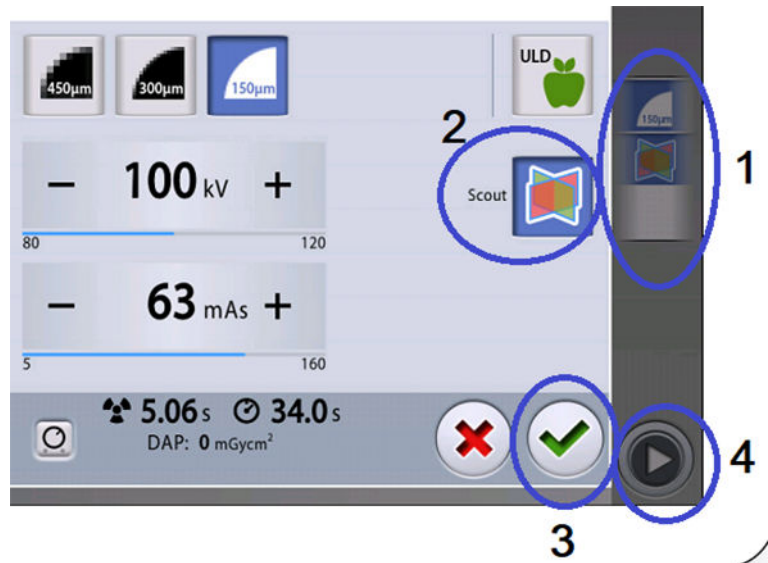 450µm 300µm 150µm ULD
150µm
2
1
− 100 kV +
Scout
80 120
− 63 mAs +
5 160
5.06 s 34.0 s
DAP: 0 mGycm²
4
3